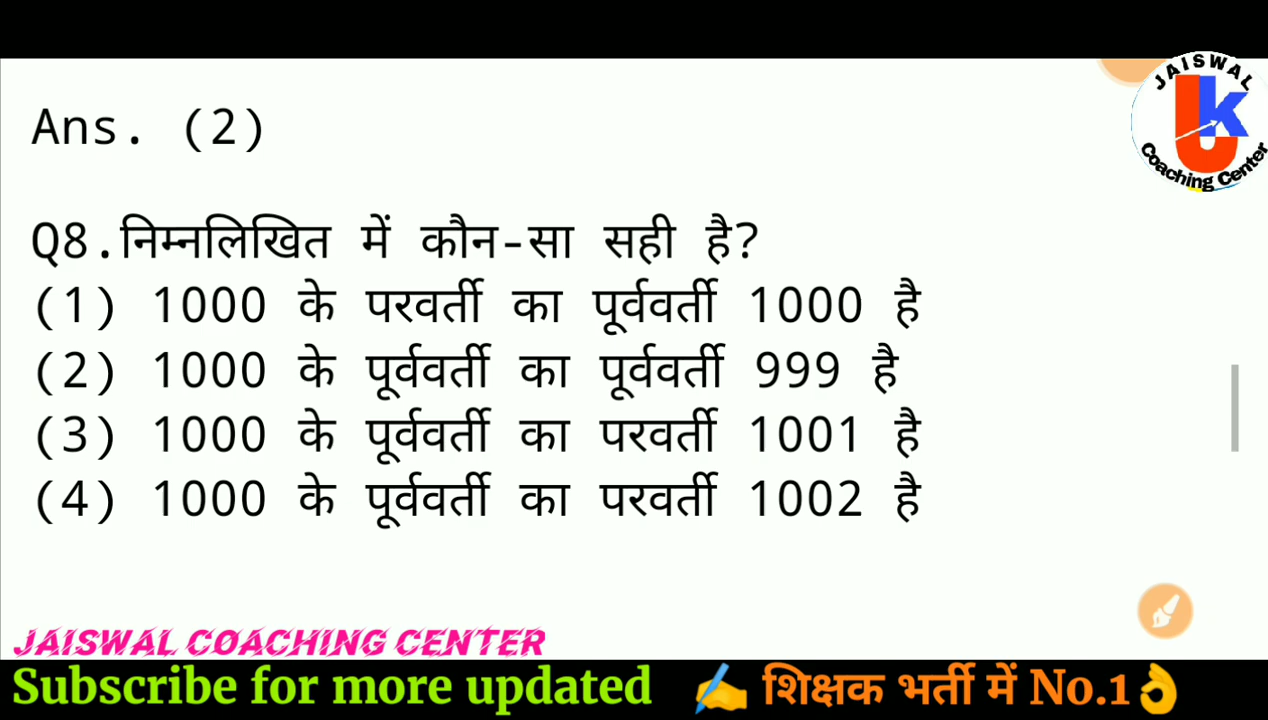 Ans. (2)
JAISWAL
Jk
Coaching Center
Q8.निम्नलिखित में कौन-सा सही है?
(1) 1000 के परवर्ती का पूर्ववर्ती 1000 है
(2) 1000 के पूर्ववर्ती का पूर्ववर्ती 999 है
(3) 1000 के पूर्ववर्ती का परवर्ती 1001 है
(4) 1000 के पूर्ववर्ती का परवर्ती 1002 है
JAISWAL COACHING CENTER
Subscribe for more updated ✍️ शिक्षक भर्ती में No.1👌